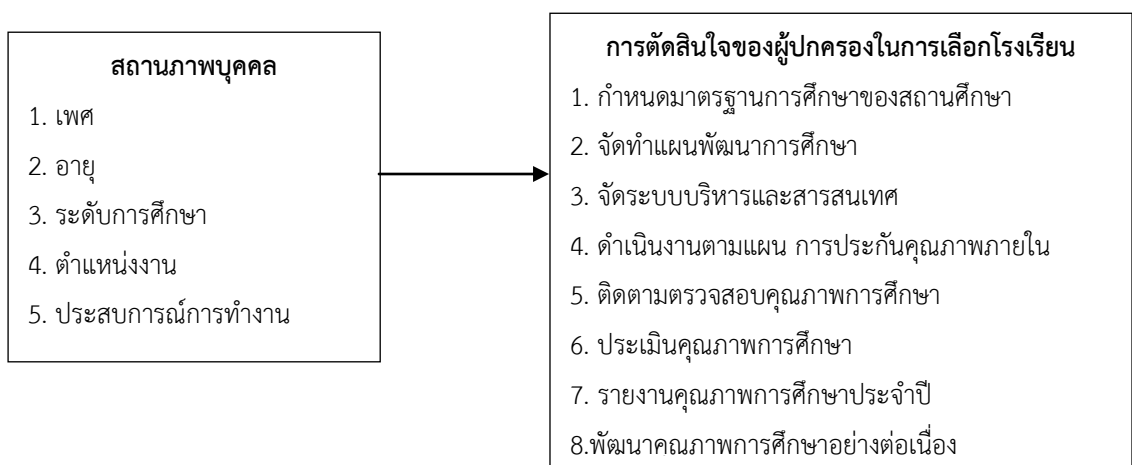 สถานภาพบุคคล
1. เพศ
2. อายุ
3. ระดับการศึกษา
4. ตำแหน่งงาน
5. ประสบการณ์การทำงาน
การตัดสินใจของผู้ปกครองในการเลือกโรงเรียน
1. กำหนดมาตรฐานการศึกษาของสถานศึกษา
2. จัดทำแผนพัฒนาการศึกษา
3. จัดระบบบริหารและสารสนเทศ
4. ดำเนินงานตามแผน การประกันคุณภาพภายใน
5. ติดตามตรวจสอบคุณภาพการศึกษา
6. ประเมินคุณภาพการศึกษา
7. รายงานคุณภาพการศึกษาประจำปี
8.พัฒนาคุณภาพการศึกษาอย่างต่อเนื่อง